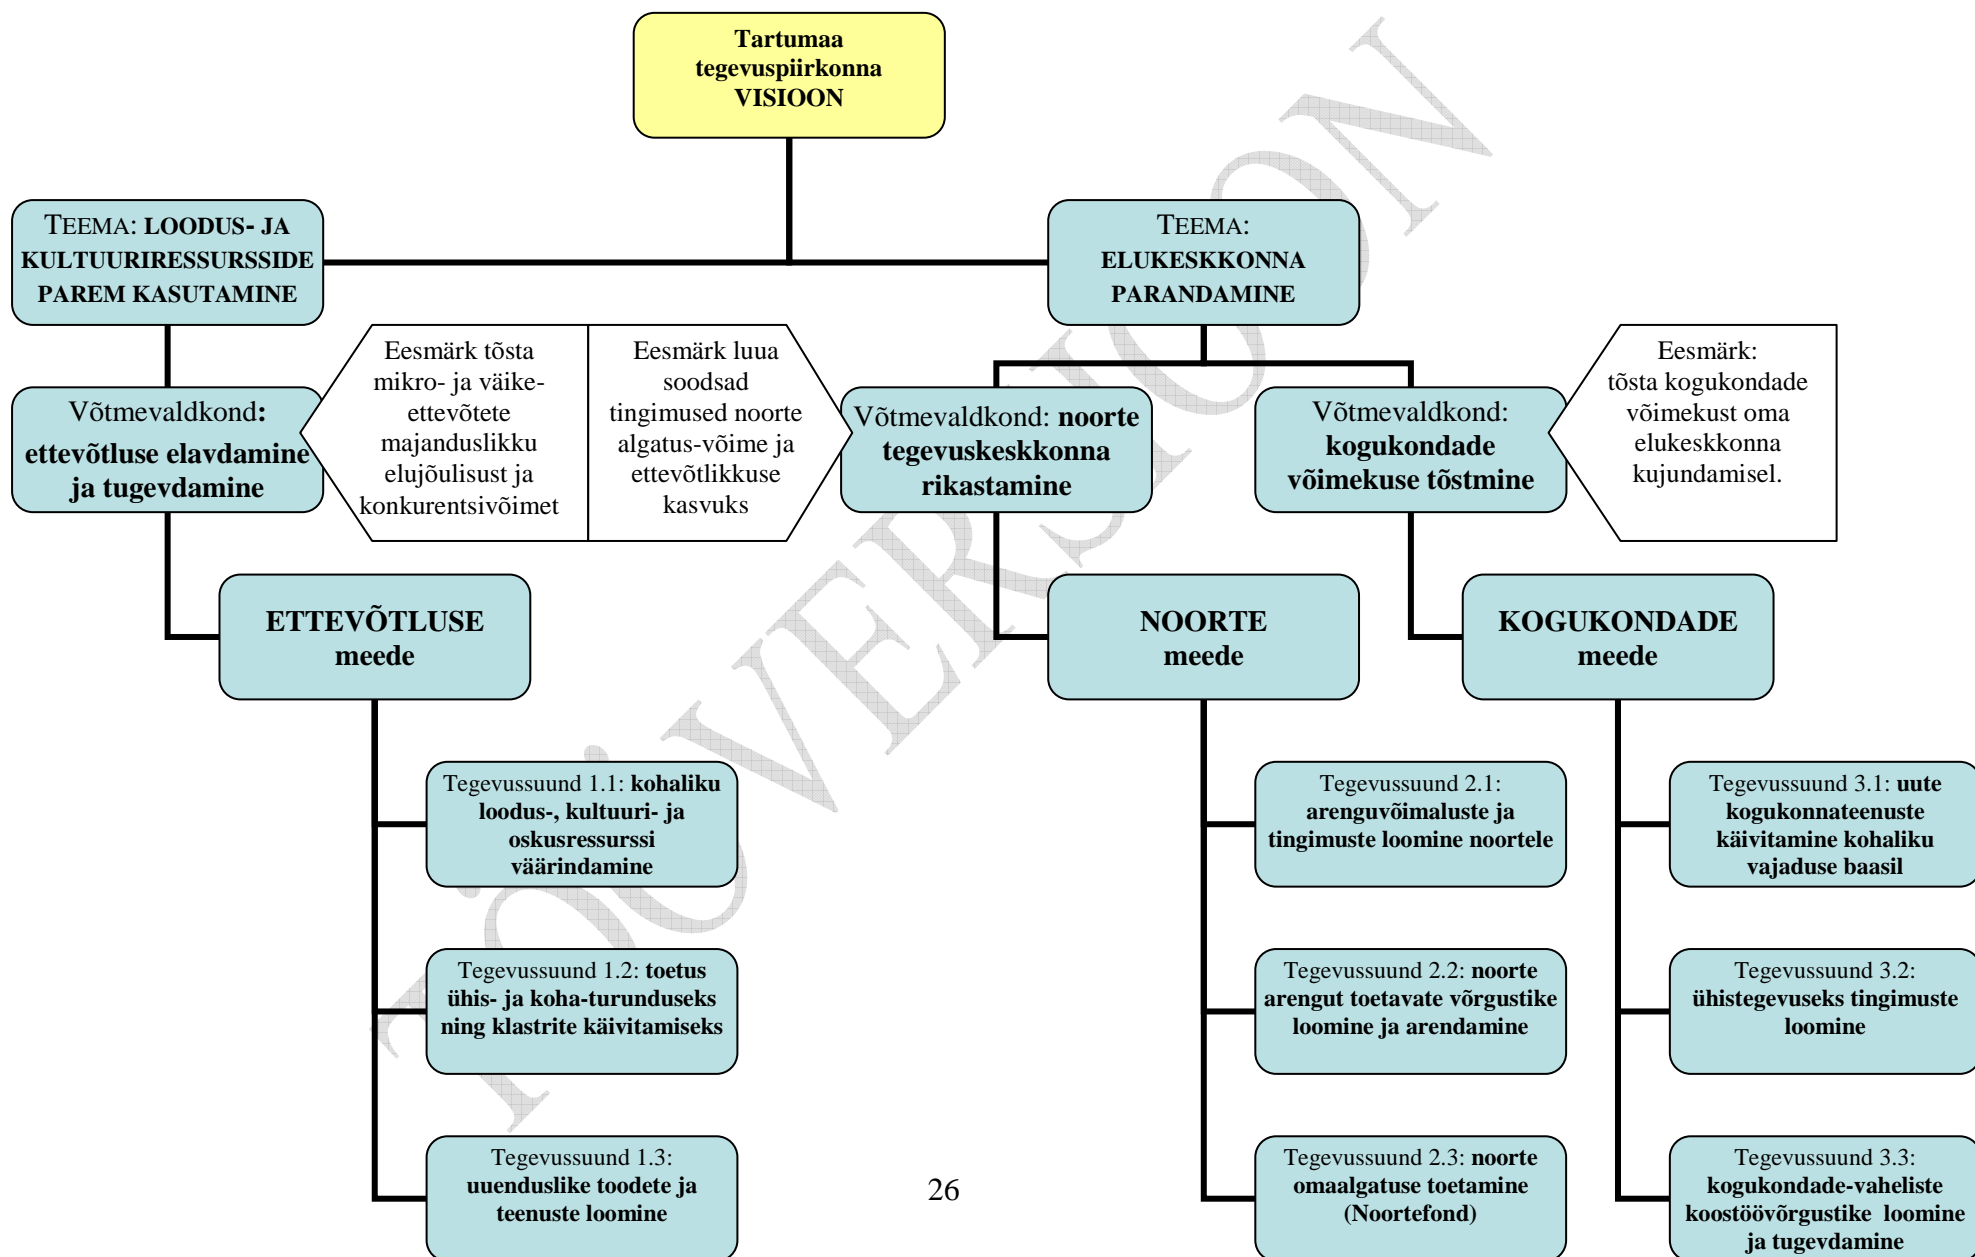 Tartumaa
tegevuspiirkonna
VISIOON
TEEMA: LOODUS- JA
KULTUURIRESSURSSIDE
PAREM KASUTAMINE
TEEMA:
ELUKESKKONNA
PARANDAMINE
Võtmevaldkond:
ettevõtluse elavdamine
ja tugevdamine
Eesmärk tõsta
mikro- ja väike-
ettevõtete
majanduslikku
elujõulisust ja
konkurentsivõimet
Eesmärk luua
soodsad
tingimused noorte
algatus-võime ja
ettevõtlikkuse
kasvuks
Võtmevaldkond: noorte
tegevuskeskkonna
rikastamine
Võtmevaldkond:
kogukondade
võimekuse tõstmine
Eesmärk:
tõsta kogukondade
võimekust oma
elukeskkonna
kujundamisel.
ETTEVÕTLUSE
meede
NOORTE
meede
KOGUKONDADE
meede
Tegevussuund 1.1: kohaliku
loodus-, kultuuri- ja
oskusressurssi
väärindamine
Tegevussuund 1.2: toetus
ühis- ja koha-turunduseks
ning klastrite käivitamiseks
Tegevussuund 1.3:
uuenduslike toodete ja
teenuste loomine
Tegevussuund 2.1:
arenguvõimaluste ja
tingimuste loomine noortele
Tegevussuund 2.2: noorte
arengut toetavate võrgustike
loomine ja arendamine
Tegevussuund 2.3: noorte
omaalgatuse toetamine
(Noortefond)
Tegevussuund 3.1: uute
kogukonnateenuste
käivitamine kohaliku
vajaduse baasil
Tegevussuund 3.2:
ühistegevuseks tingimuste
loomine
Tegevussuund 3.3:
kogukondade-vaheliste
koostöövõrgustike loomine
ja tugevdamine
TÖÖVERSIOON
26